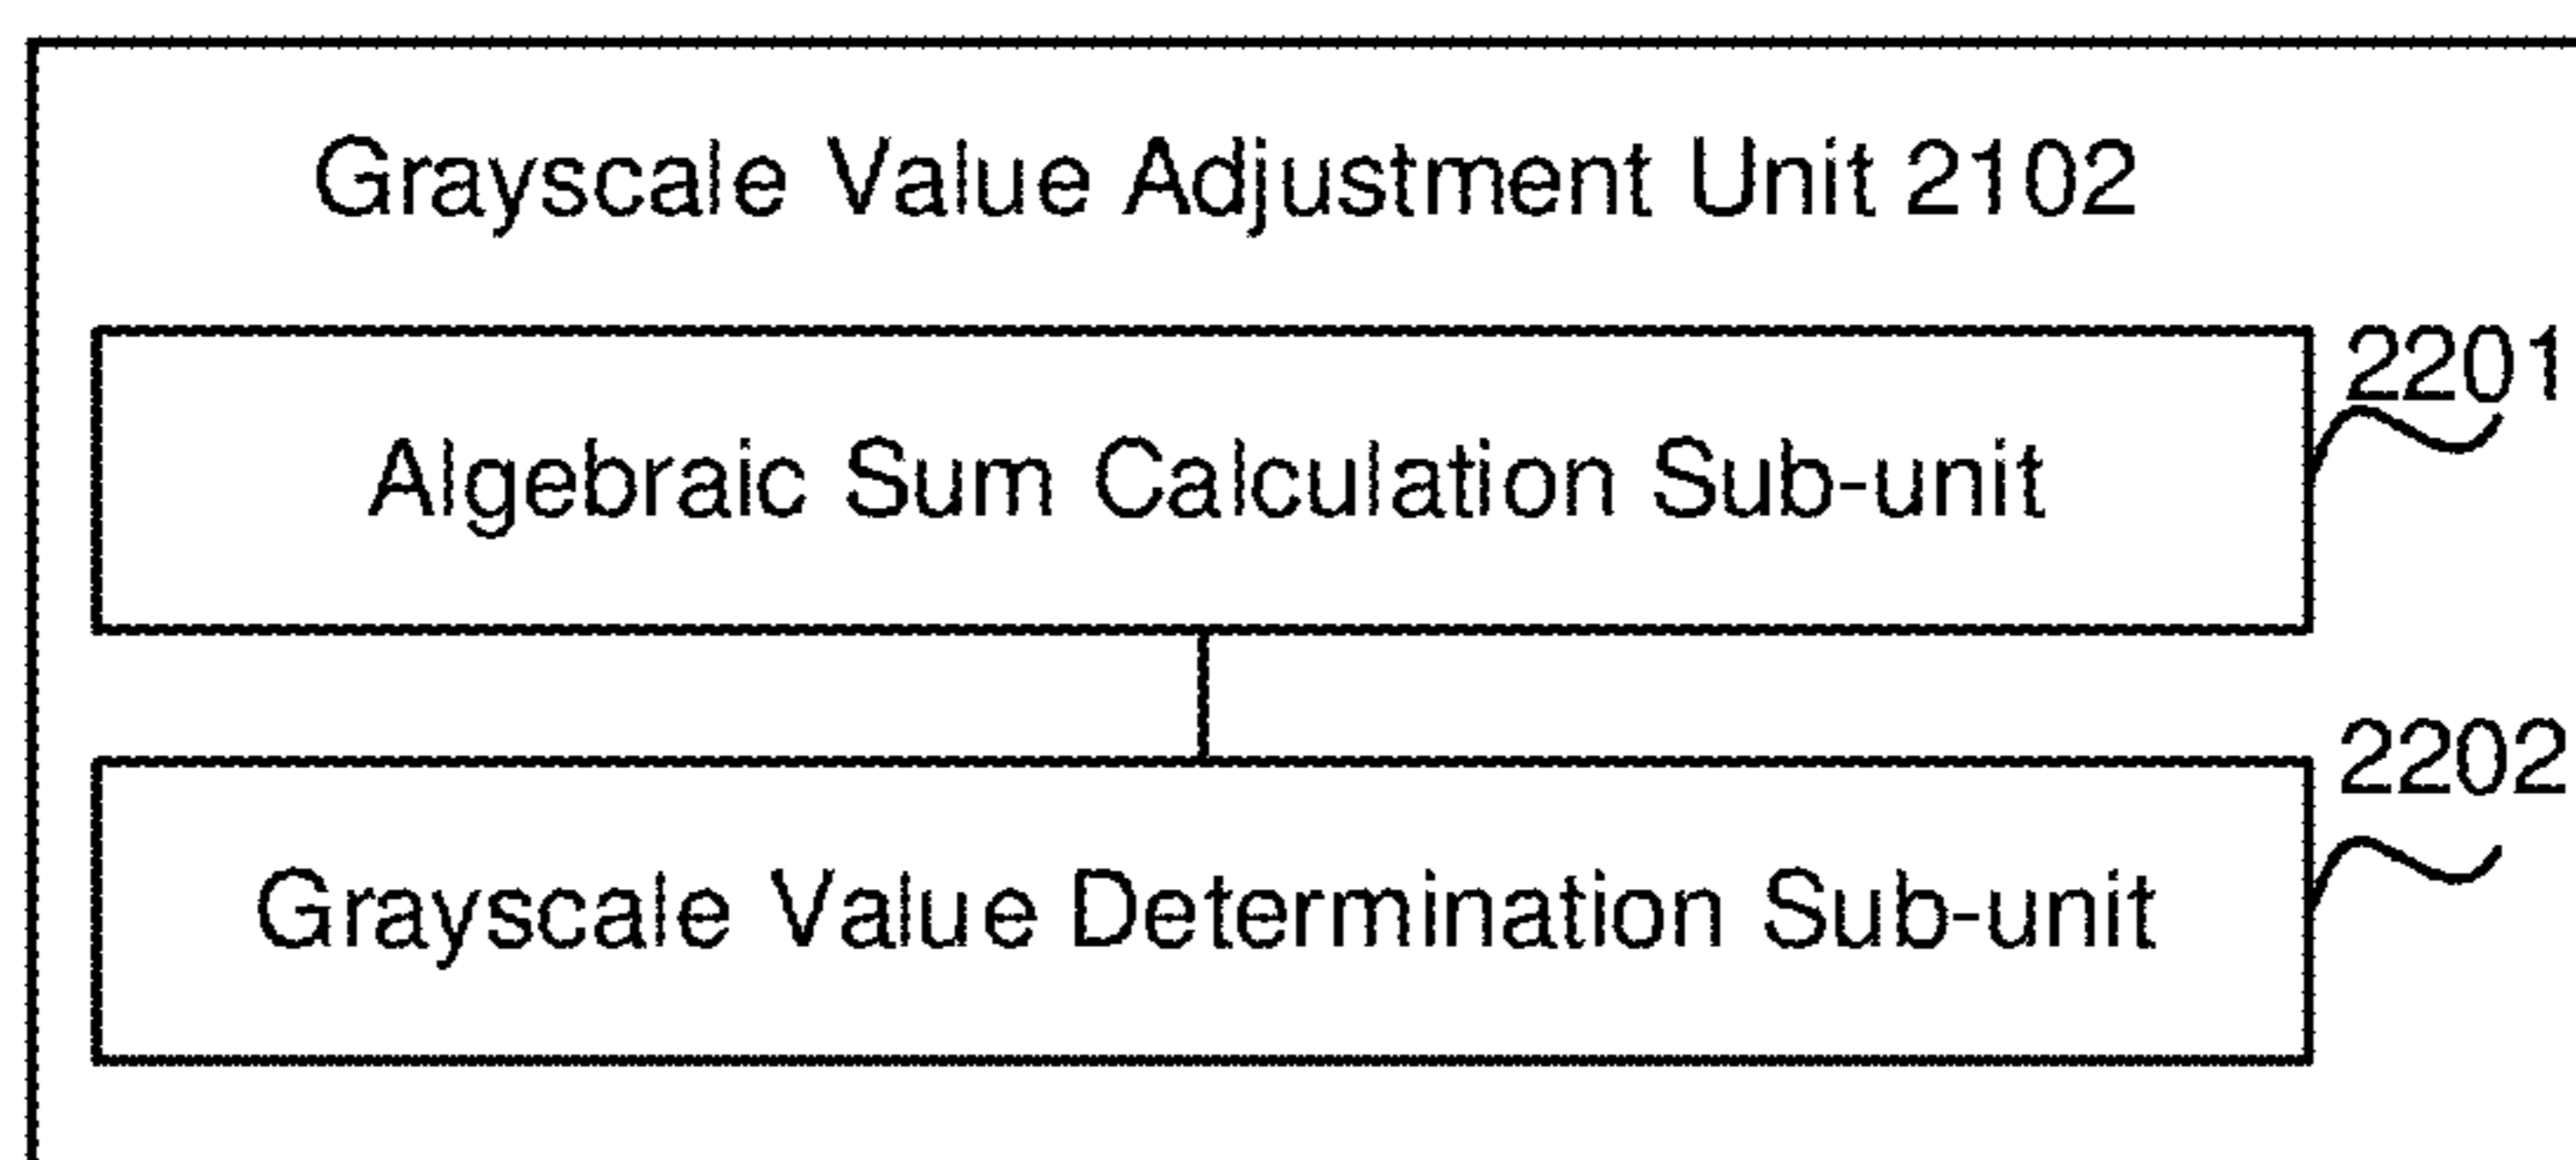 Grayscale Value Adjustment Unit 2102
2201
Algebraic Sum Calculation Sub-unit
2202
Grayscale Value Determination Sub-unit